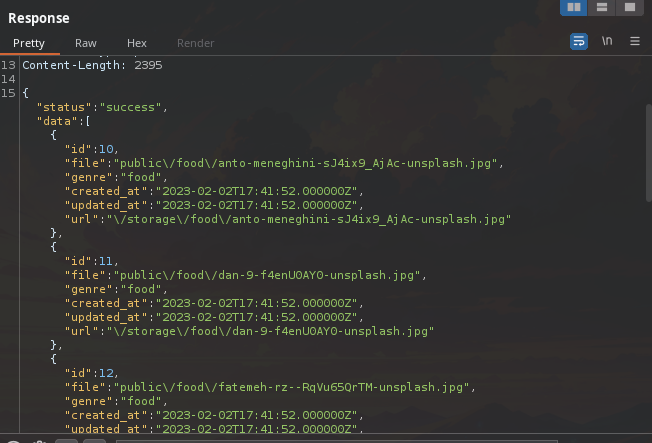 Response
Pretty Raw Hex Render \n
13 Content-Length: 2395
14
15 {
"status":"success",
"data":[
{
"id":10,
"file":"public\/food\/anto-meneghini-sJ4ix9_AjAc-unsplash.jpg",
"genre":"food",
"created_at":"2023-02-02T17:41:52.000000Z",
"updated_at":"2023-02-02T17:41:52.000000Z",
"url":"\/storage\/food\/anto-meneghini-sJ4ix9_AjAc-unsplash.jpg"
},
{
"id":11,
"file":"public\/food\/dan-9-f4enU0AY0-unsplash.jpg",
"genre":"food",
"created_at":"2023-02-02T17:41:52.000000Z",
"updated_at":"2023-02-02T17:41:52.000000Z",
"url":"\/storage\/food\/dan-9-f4enU0AY0-unsplash.jpg"
},
{
"id":12,
"file":"public\/food\/fatemeh-rz--RqVu65QrTM-unsplash.jpg",
"genre":"food",
"created_at":"2023-02-02T17:41:52.000000Z",
"updated_at":"2023-02-02T17:41:52.000000Z",